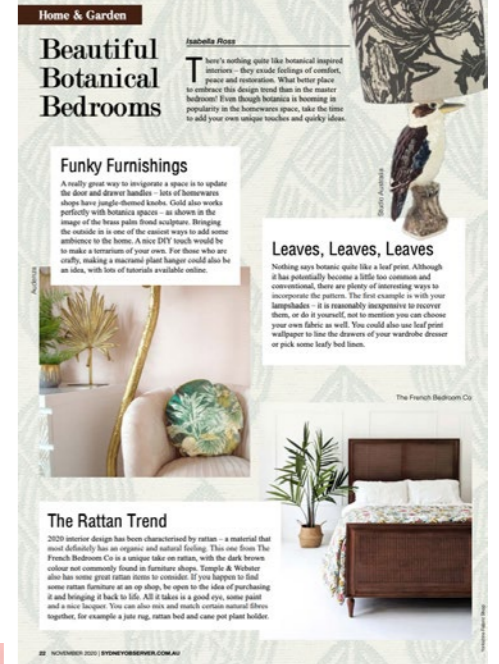 Home & Garden
Beautiful
Botanical
Bedrooms
Isabella Ross
There's nothing quite like botanical inspired
interiors – they exude feelings of comfort,
peace and restoration. What better place
to embrace this design trend than in the master
bedroom! Even though botanica is booming in
popularity in the homewares space, take the time
to add your own unique touches and quirky ideas.
Studio Australia
Funky Furnishings
A really great way to invigorate a space is to update
the door and drawer handles – lots of homewares
shops have jungle-themed knobs. Gold also works
perfectly with botanica spaces – as shown in the
image of the brass palm frond sculpture. Bringing
the outside in is one of the easiest ways to add some
ambience to the home. A nice DIY touch would be
to make a terrarium of your own. For those who are
crafty, making a macramé plant hanger could also be
an idea, with lots of tutorials available online.
Audenza
Leaves, Leaves, Leaves
Nothing says botanic quite like a leaf print. Although
it has potentially become a little too common and
conventional, there are plenty of interesting ways to
incorporate the pattern. The first example is with your
lampshades – it is reasonably inexpensive to recover
them, or do it yourself, not to mention you can choose
your own fabric as well. You could also use leaf print
wallpaper to line the drawers of your wardrobe dresser
or pick some leafy bed linen.
The French Bedroom Co
The Rattan Trend
2020 interior design has been characterised by rattan – a material that
most definitely has an organic and natural feeling. This one from The
French Bedroom Co is a unique take on rattan, with the dark brown
colour not commonly found in furniture shops. Temple & Webster
also has some great rattan items to consider. If you happen to find
some rattan furniture at an op shop, be open to the idea of purchasing
it and bringing it back to life. All it takes is a good eye, some paint
and a nice lacquer. You can also mix and match certain natural fibres
together, for example a jute rug, rattan bed and cane pot plant holder.
Yorkshire Fabric Shop
22 NOVEMBER 2020 | SYDNEYOBSERVER.COM.AU